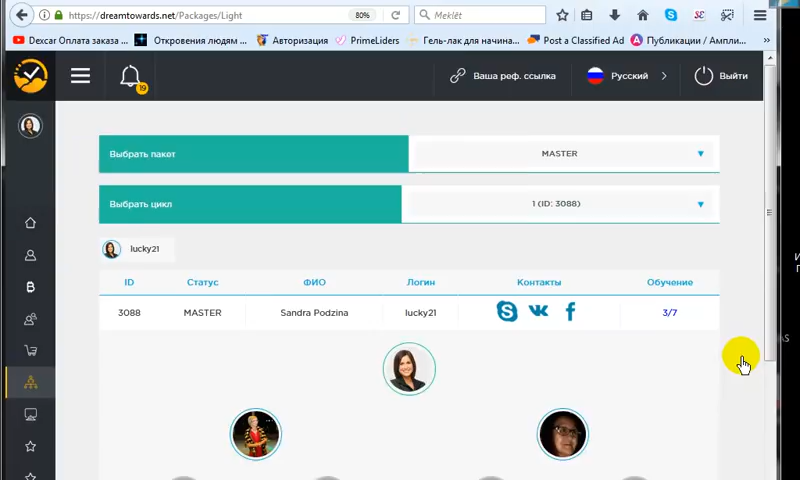 https://dreamtowards.net/Packages/Light
80%
Meklēt
Dexcar Оплата заказа ...
Откровения людям ...
Авторизация
PrimeLiders
Гель-лак для начина...
Post a Classified Ad
Публикации / Ампли...
19
Ваша реф. ссылка
Русский
Выйти
Выбрать пакет
MASTER
Выбрать цикл
1 (ID: 3088)
lucky21
ID
Статус
ФИО
Логин
Контакты
Обучение
3088
MASTER
Sandra Podzina
lucky21
3/7